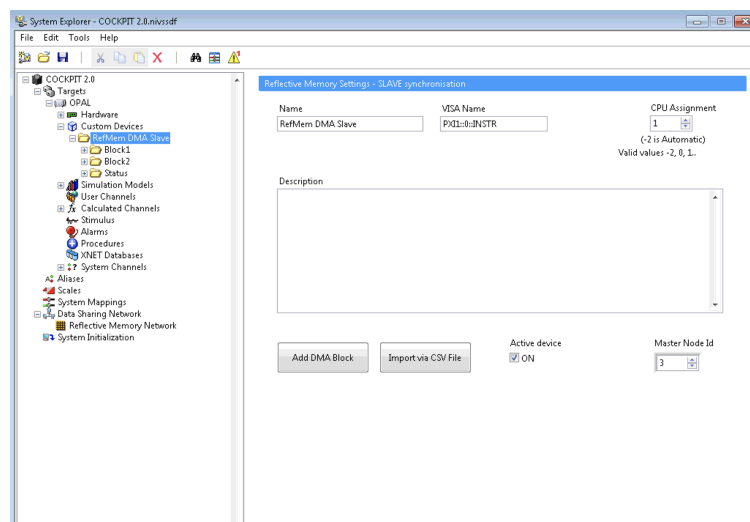 System Explorer - COCKPIT 2.0.nivssdf
File Edit Tools Help
COCKPIT 2.0
Targets
OPAL
Hardware
Custom Devices
RefMem DMA Slave
Block1
Block2
Status
Simulation Models
User Channels
Calculated Channels
Stimulus
Alarms
Procedures
XNET Databases
System Channels
Aliases
Scales
System Mappings
Data Sharing Network
Reflective Memory Network
System Initialization
Reflective Memory Settings - SLAVE synchronisation
Name VISA Name CPU Assignment
RefMem DMA Slave PXI1::0::INSTR 1
(-2 is Automatic)
Valid values -2, 0, 1..
Description
Active device Master Node Id
Add DMA Block Import via CSV File ON 3